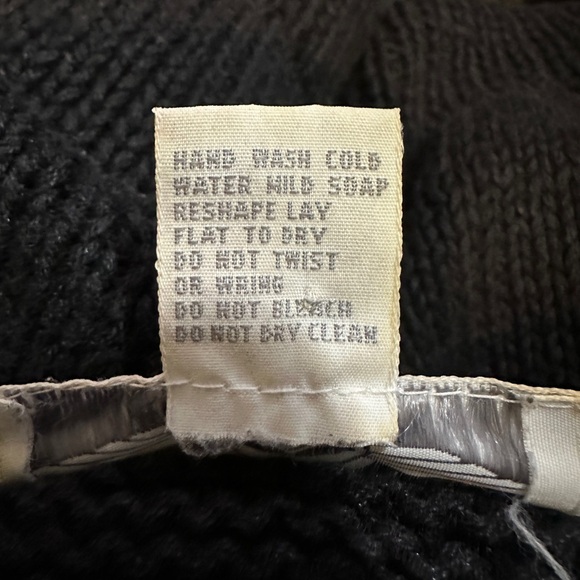 HAND WASH COLD
WATER MILD SOAP
RESHAPE LAY
FLAT TO DRY
DO NOT TWIST
OR WRING
DO NOT BLEACH
DO NOT DRY CLEAN